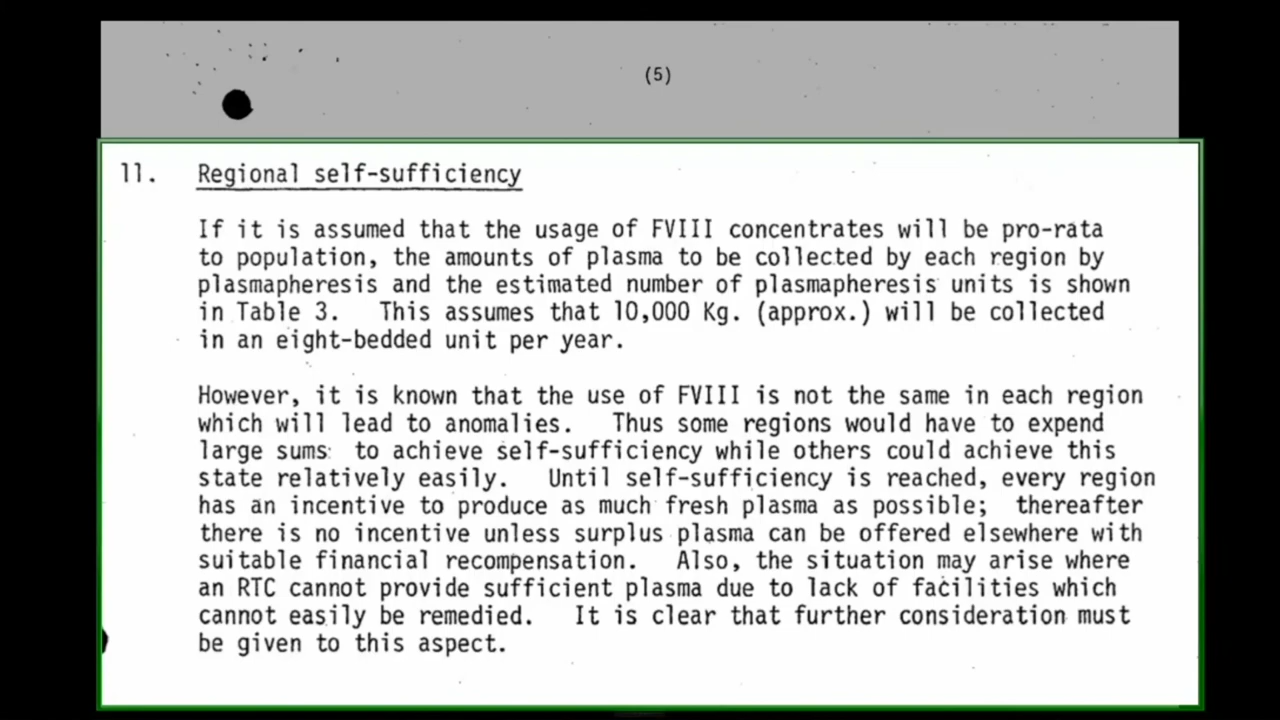 (5)
11. Regional self-sufficiency
If it is assumed that the usage of FVIII concentrates will be pro-rata
to population, the amounts of plasma to be collected by each region by
plasmapheresis and the estimated number of plasmapheresis units is shown
in Table 3. This assumes that 10,000 Kg. (approx.) will be collected
in an eight-bedded unit per year.
However, it is known that the use of FVIII is not the same in each region
which will lead to anomalies. Thus some regions would have to expend
large sums to achieve self-sufficiency while others could achieve this
state relatively easily. Until self-sufficiency is reached, every region
has an incentive to produce as much fresh plasma as possible; thereafter
there is no incentive unless surplus plasma can be offered elsewhere with
suitable financial recompensation. Also, the situation may arise where
an RTC cannot provide sufficient plasma due to lack of facilities which
cannot easily be remedied. It is clear that further consideration must
be given to this aspect.